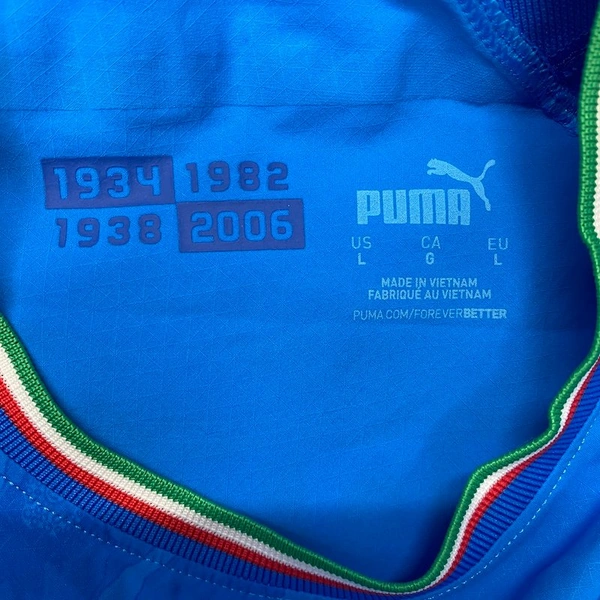 1934 1982
1938 2006
PUMA
US CA EU
L G L
MADE IN VIETNAM
FABRIQUÉ AU VIETNAM
PUMA.COM/FOREVERBETTER